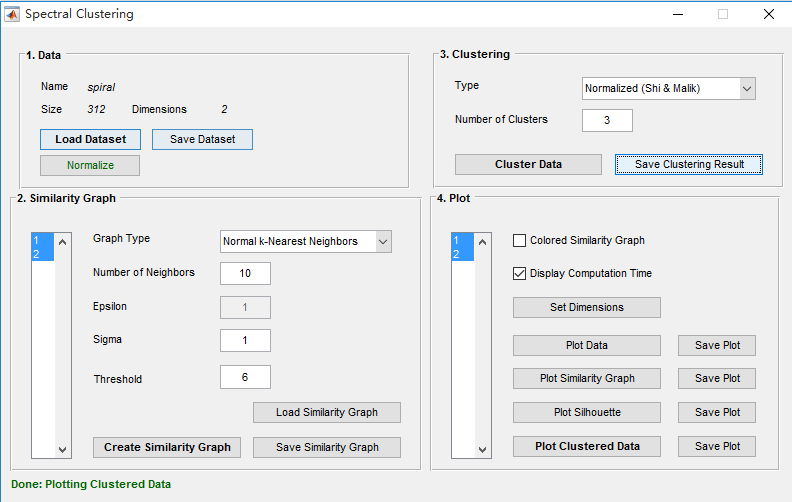 Spectral Clustering
1. Data
Name spiral
Size 312 Dimensions 2
Load Dataset Save Dataset
Normalize
3. Clustering
Type Normalized (Shi & Malik)
Number of Clusters 3
Cluster Data Save Clustering Result
2. Similarity Graph
1
2
Graph Type Normal k-Nearest Neighbors
Number of Neighbors 10
Epsilon 1
Sigma 1
Threshold 6
Load Similarity Graph
Create Similarity Graph Save Similarity Graph
4. Plot
1
2
Colored Similarity Graph
Display Computation Time
Set Dimensions
Plot Data Save Plot
Plot Similarity Graph Save Plot
Plot Silhouette Save Plot
Plot Clustered Data Save Plot
Done: Plotting Clustered Data